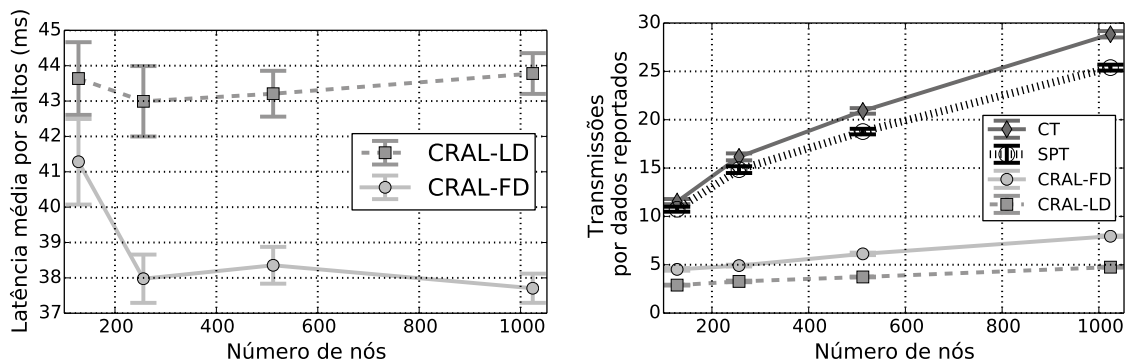 Latência média por saltos (ms)
45
44
43
42
41
40
39
38
37
200
400
600
800
1000
Número de nós
CRAL-LD
CRAL-FD
Transmissões
por dados reportados
30
25
20
15
10
5
0
200
400
600
800
1000
Número de nós
CT
SPT
CRAL-FD
CRAL-LD